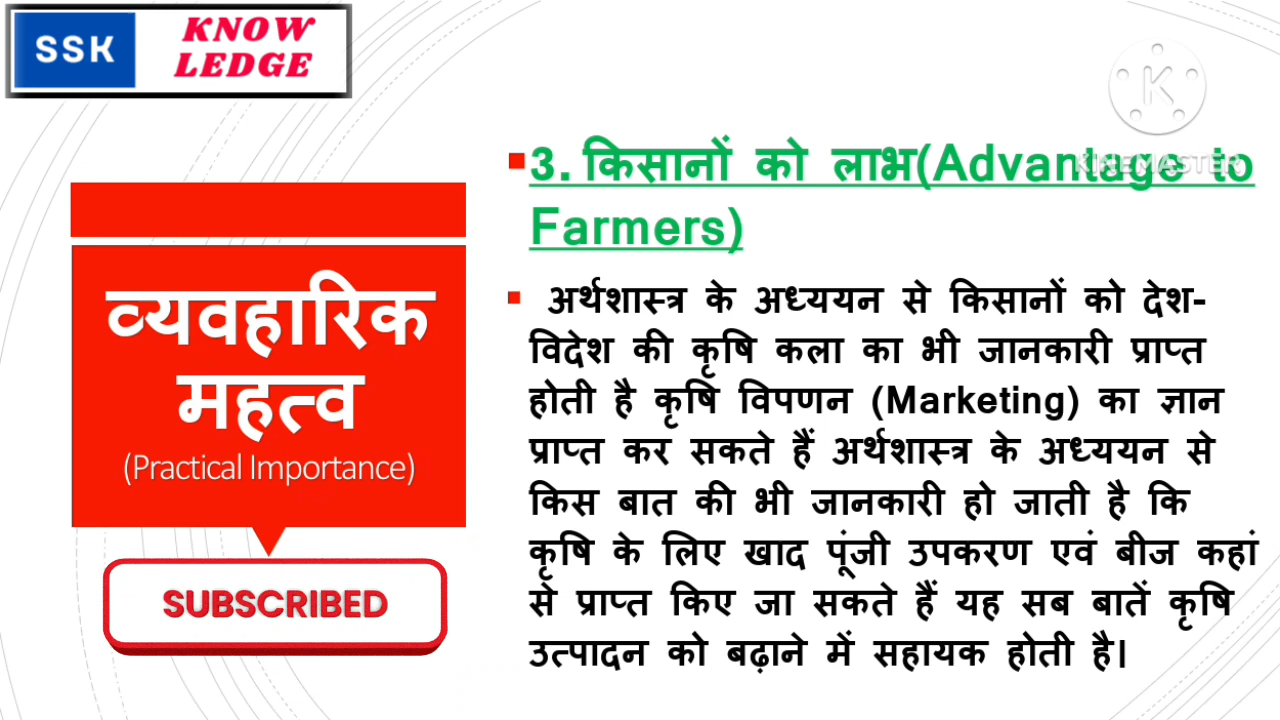 SSK
KNOW
LEDGE
K
KINEMASTER
3. किसानों को लाभ(Advantage to
Farmers)
व्यवहारिक
महत्व
(Practical Importance)
SUBSCRIBED
अर्थशास्त्र के अध्ययन से किसानों को देश-
विदेश की कृषि कला का भी जानकारी प्राप्त
होती है कृषि विपणन (Marketing) का ज्ञान
प्राप्त कर सकते हैं अर्थशास्त्र के अध्ययन से
किस बात की भी जानकारी हो जाती है कि
कृषि के लिए खाद पूंजी उपकरण एवं बीज कहां
से प्राप्त किए जा सकते हैं यह सब बातें कृषि
उत्पादन को बढ़ाने में सहायक होती है।